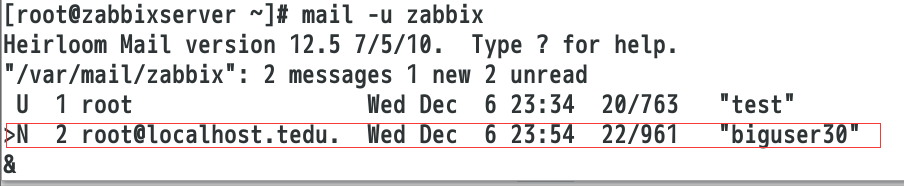 [root@zabbixserver ~]# mail -u zabbix
Heirloom Mail version 12.5 7/5/10.  Type ? for help.
"/var/mail/zabbix": 2 messages 1 new 2 unread
 U  1 root                  Wed Dec  6 23:34  20/763   "test"
>N  2 root@localhost.tedu.  Wed Dec  6 23:54  22/961   "biguser30"
&